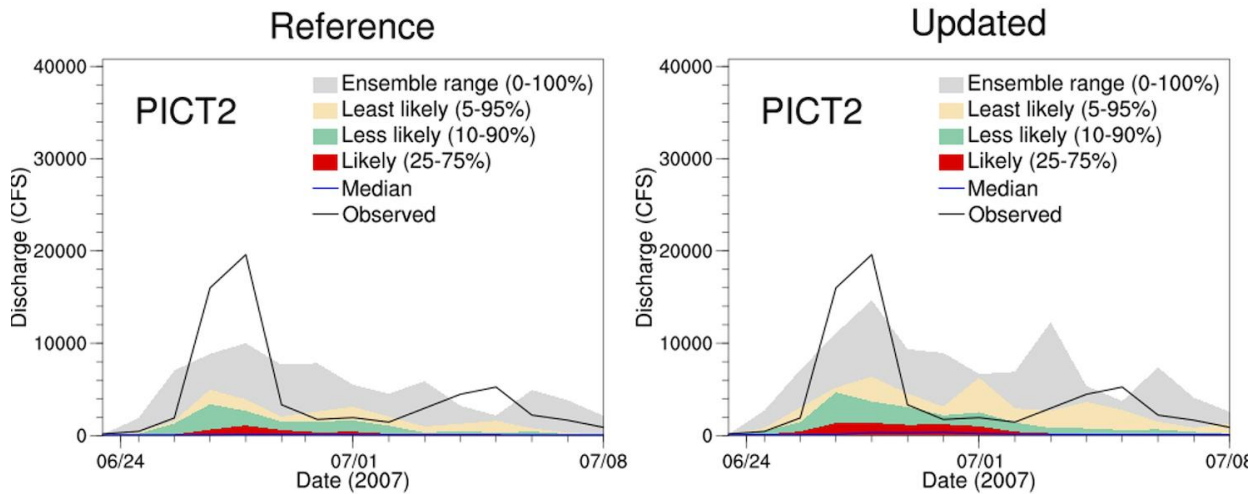 Reference
40000
30000
20000
10000
0
Discharge (CFS)
PICT2
Ensemble range (0-100%)
Least likely (5-95%)
Less likely (10-90%)
Likely (25-75%)
Median
Observed
06/24
07/01
07/08
Date (2007)
Updated
40000
30000
20000
10000
0
Discharge (CFS)
PICT2
Ensemble range (0-100%)
Least likely (5-95%)
Less likely (10-90%)
Likely (25-75%)
Median
Observed
06/24
07/01
07/08
Date (2007)